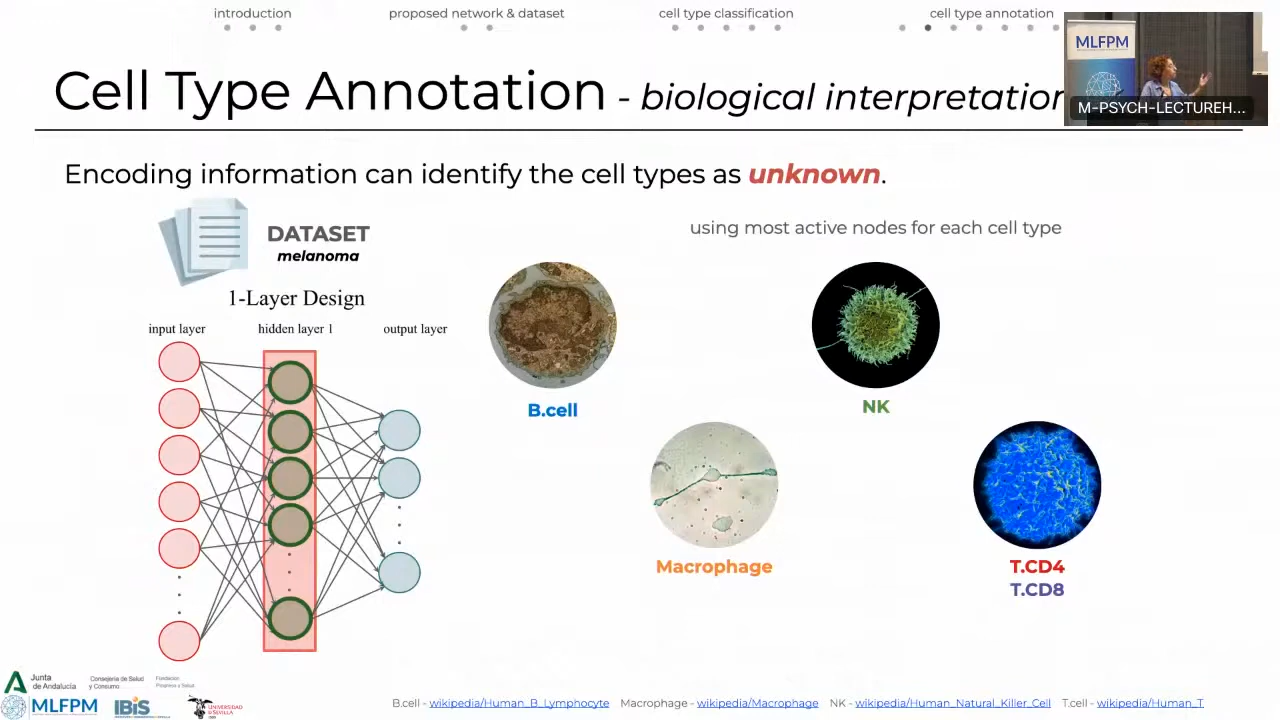 introduction
proposed network & dataset
cell type classification
cell type annotation
MLFPM
M-PSYCH-LECTUREH...
Cell Type Annotation - biological interpretation
Encoding information can identify the cell types as unknown.
DATASET
melanoma
using most active nodes for each cell type
1-Layer Design
input layer
hidden layer 1
output layer
B.cell
NK
Macrophage
T.CD4
T.CD8
Junta
de Andalucía
Consejería de Salud
y Consumo
Fundación
Progreso y Salud
MLFPM
IBiS
UNIVERSIDAD
DE SEVILLA
B.cell - wikipedia/Human_B_Lymphocyte Macrophage - wikipedia/Macrophage NK - wikipedia/Human_Natural_Killer_Cell T.cell - wikipedia/Human_T